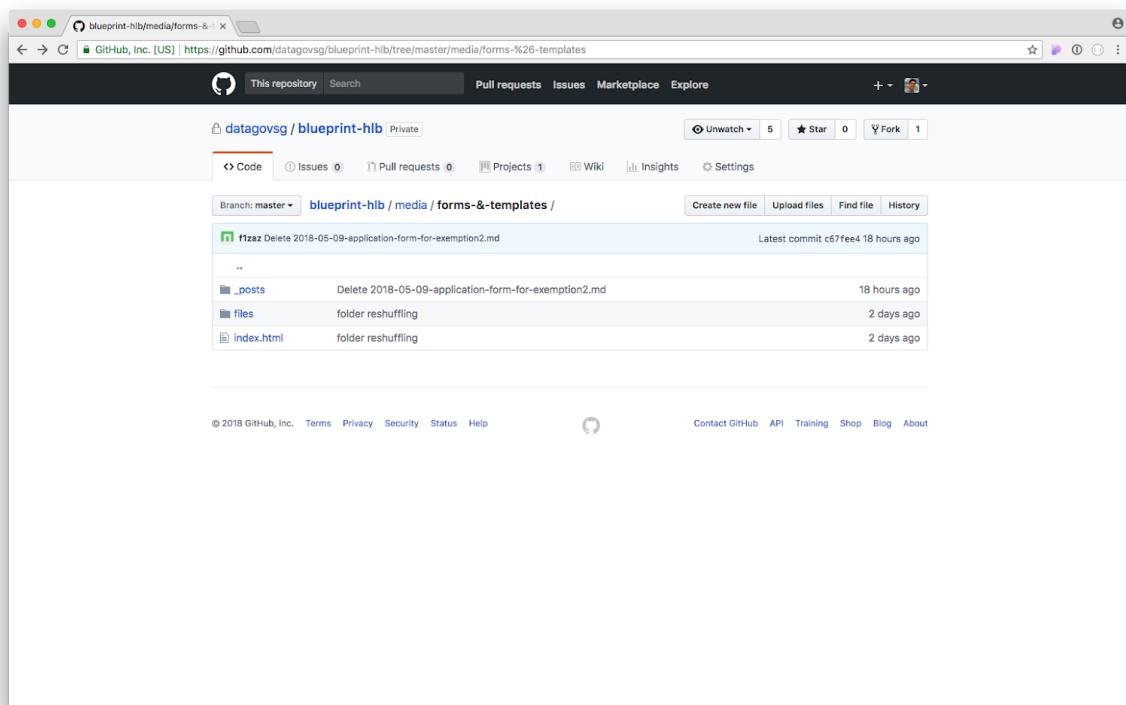 blueprint-hlb/media/forms-&-t
GitHub, Inc. [US] https://github.com/datagovsg/blueprint-hlb/tree/master/media/forms-%26-templates
This repository Search Pull requests Issues Marketplace Explore
datagovsg / blueprint-hlb Private Unwatch 5 Star 0 Fork 1
Code Issues 0 Pull requests 0 Projects 1 Wiki Insights Settings
Branch: master blueprint-hlb / media / forms-&-templates / Create new file Upload files Find file History
f1zaz Delete 2018-05-09-application-form-for-exemption2.md Latest commit c67fee4 18 hours ago
..
_posts Delete 2018-05-09-application-form-for-exemption2.md 18 hours ago
files folder reshuffling 2 days ago
index.html folder reshuffling 2 days ago
© 2018 GitHub, Inc. Terms Privacy Security Status Help Contact GitHub API Training Shop Blog About